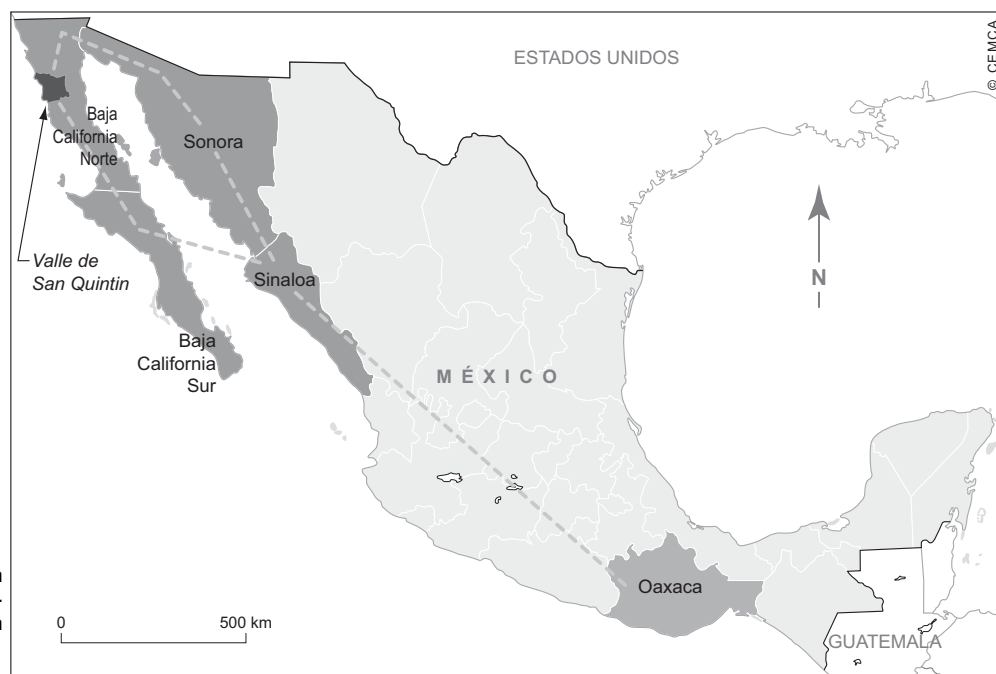 © CEMCA
ESTADOS UNIDOS
Baja
California
Norte
Sonora
Valle de
San Quintin
Sinaloa
Baja
California
Sur
MÉXICO
N
Oaxaca
0 500 km
GUATEMALA